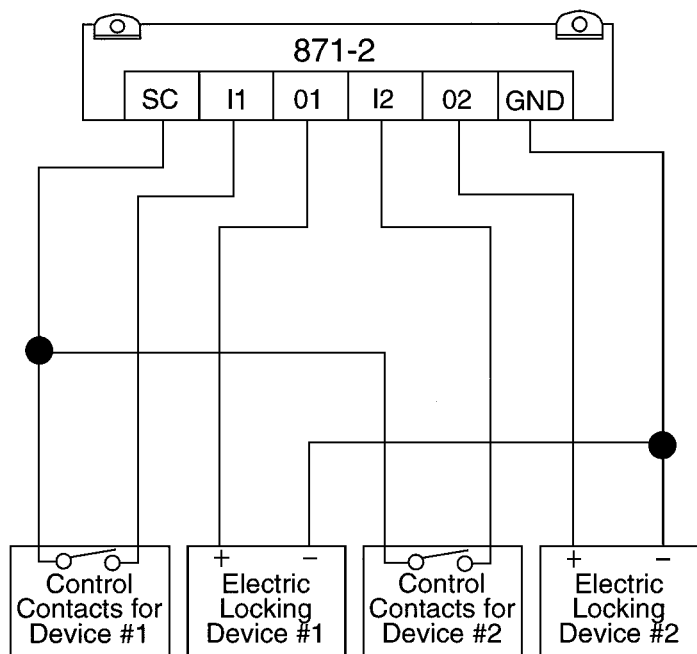 871-2
SC I1 01 I2 02 GND
+ − + −
Control
Contacts for
Device #1
Electric
Locking
Device #1
Control
Contacts for
Device #2
Electric
Locking
Device #2